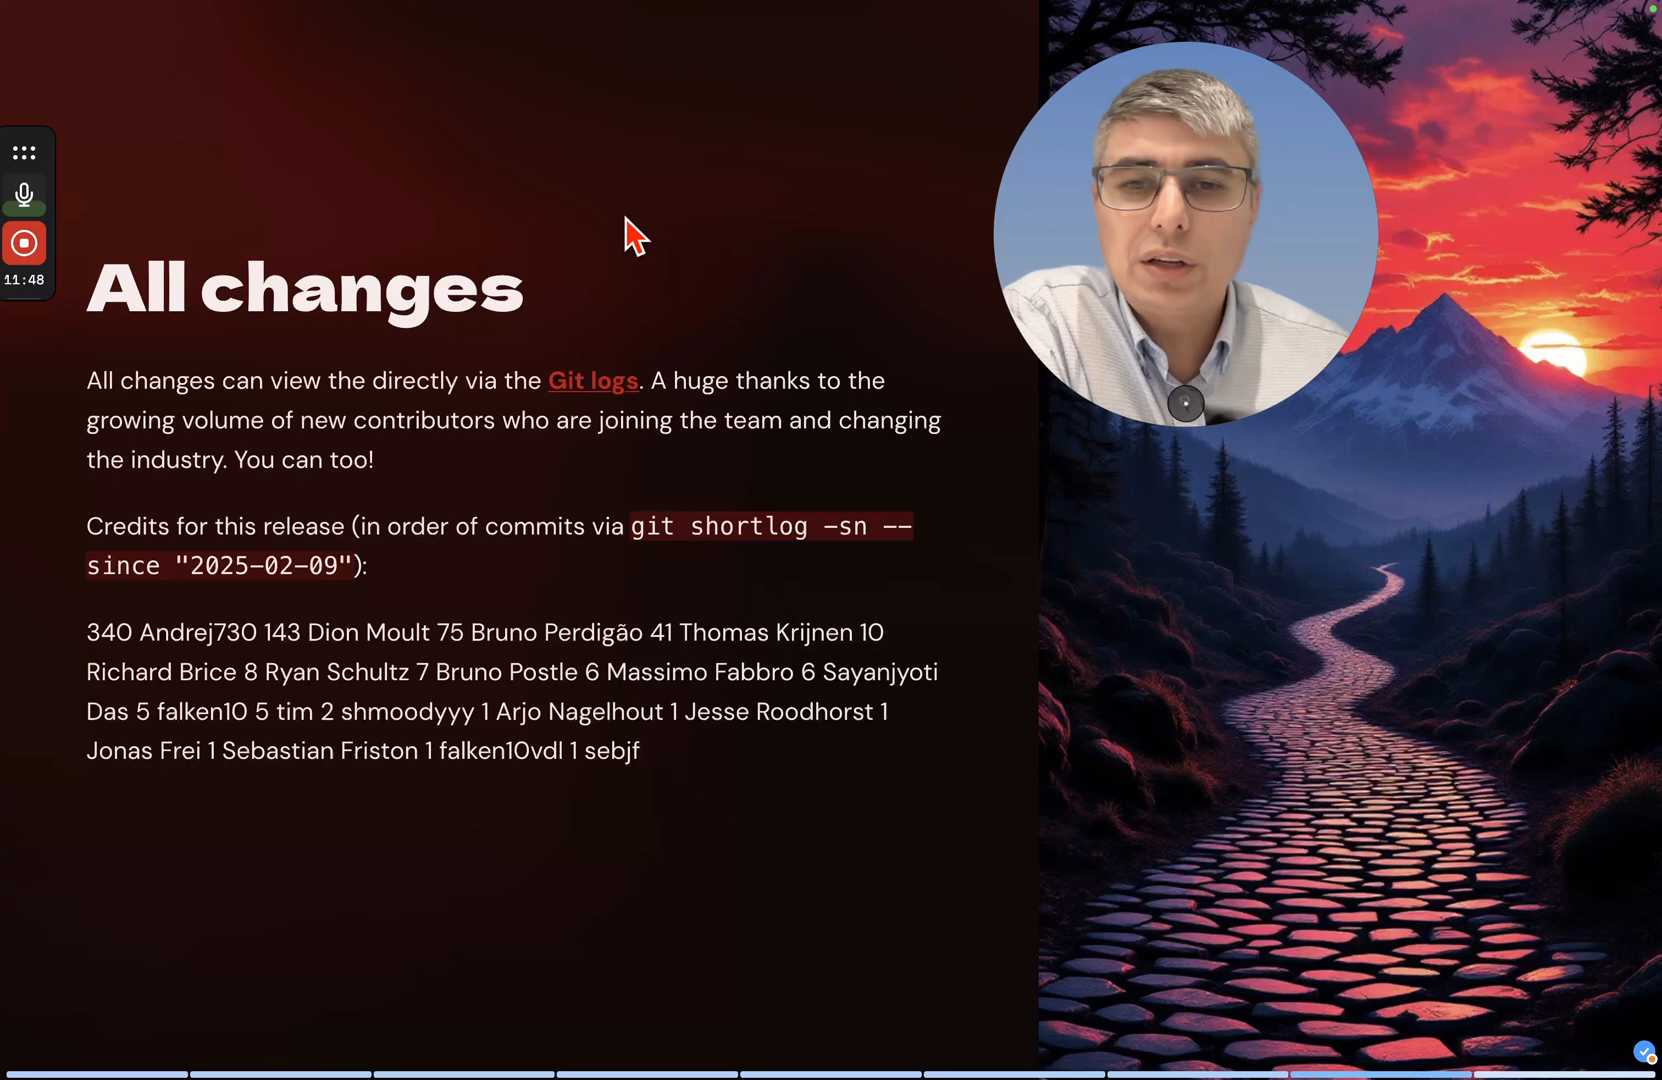 11:48
All changes
All changes can view the directly via the Git logs. A huge thanks to the
growing volume of new contributors who are joining the team and changing
the industry. You can too!
Credits for this release (in order of commits via git shortlog -sn --
since "2025-02-09"):
340 Andrej730 143 Dion Moult 75 Bruno Perdigão 41 Thomas Krijnen 10
Richard Brice 8 Ryan Schultz 7 Bruno Postle 6 Massimo Fabbro 6 Sayanjyoti
Das 5 falken10 5 tim 2 shmoodyyy 1 Arjo Nagelhout 1 Jesse Roodhorst 1
Jonas Frei 1 Sebastian Friston 1 falken10vdl 1 sebjf